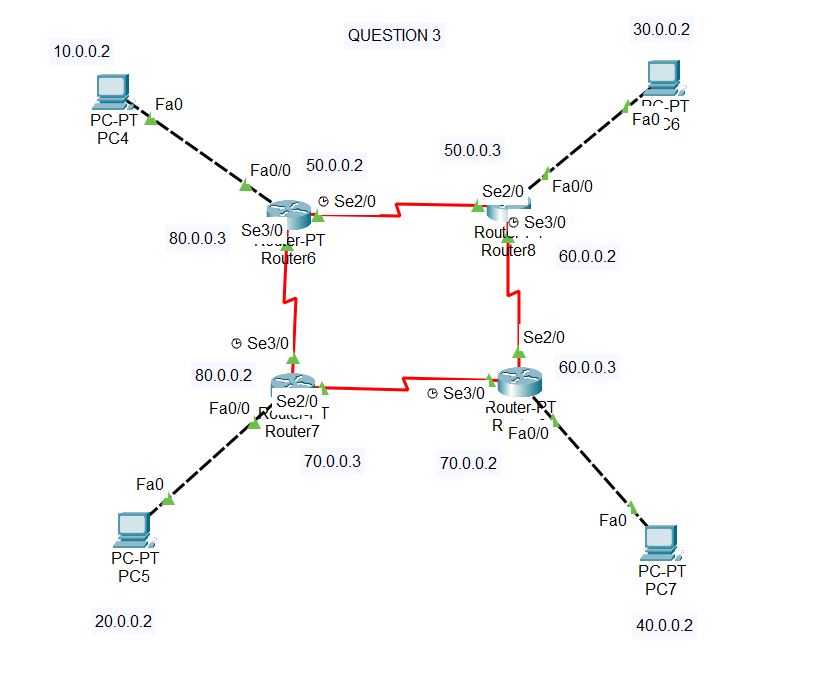 QUESTION 3
30.0.0.2
10.0.0.2
PC-PT
PC4
Fa0
PC-PT
Fa0
Fa0/0
50.0.0.2
50.0.0.3
Se2/0
Se2/0
Fa0/0
Se3/0
80.0.0.3
Router-PT
Router6
Se3/0
Router8
60.0.0.2
Se3/0
Se2/0
80.0.0.2
60.0.0.3
Fa0/0
Se2/0
Router-PT
Router7
Se3/0
Router-PT
Fa0/0
70.0.0.3
70.0.0.2
Fa0
PC-PT
PC5
Fa0
PC-PT
PC7
20.0.0.2
40.0.0.2